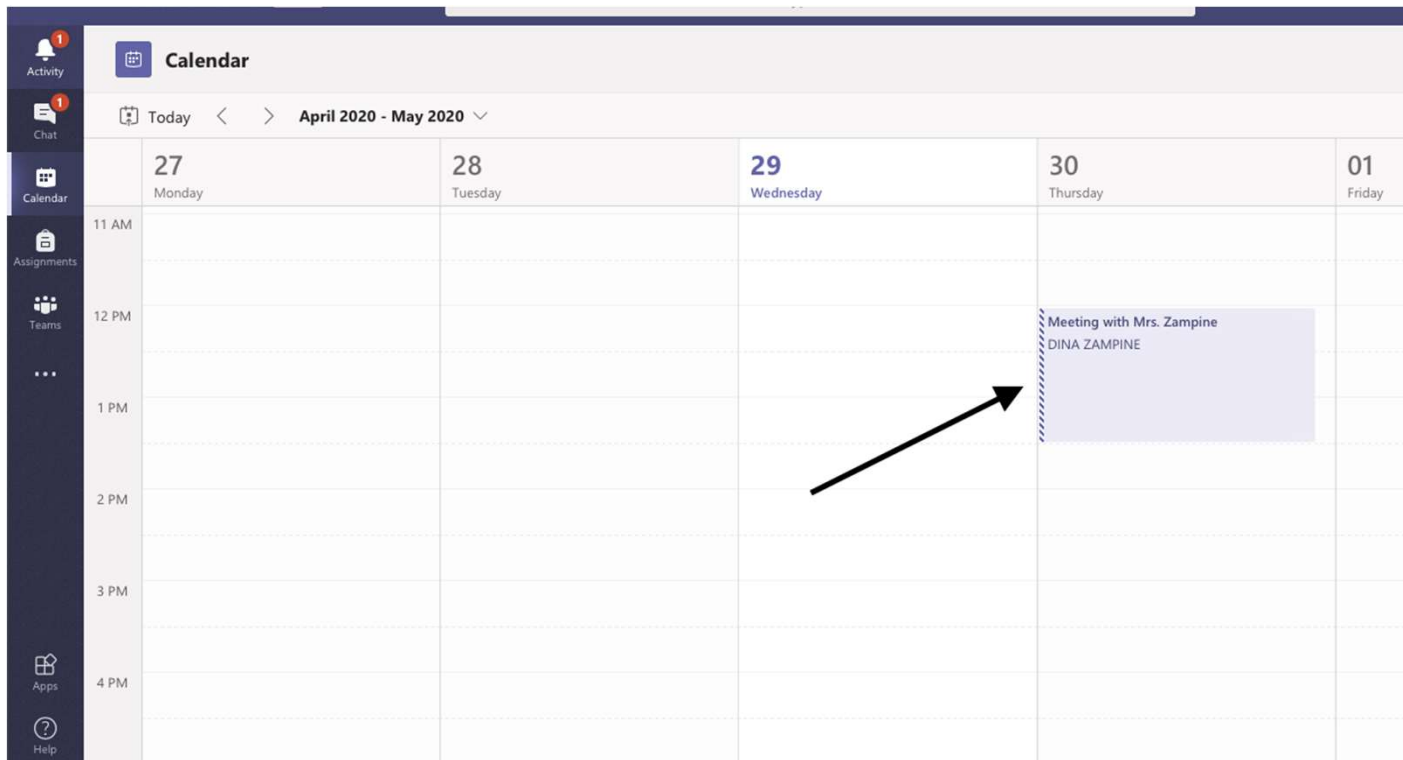 1
Activity
1
Chat
Calendar
Assignments
Teams
Apps
Help
Calendar
Today April 2020 - May 2020
27 28 29 30 01
Monday Tuesday Wednesday Thursday Friday
11 AM
12 PM
Meeting with Mrs. Zampine
DINA ZAMPINE
1 PM
2 PM
3 PM
4 PM